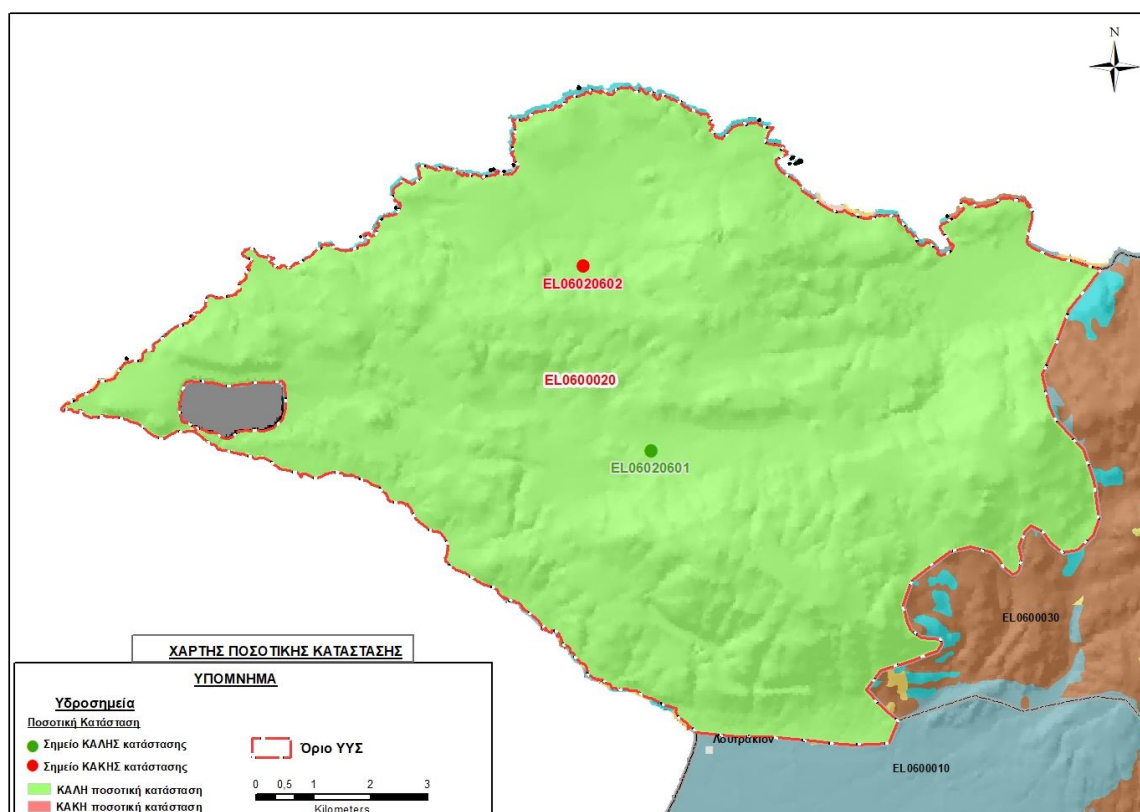 N
EL06020602
EL0600020
EL06020601
EL0600030
Λουτράκιον
EL0600010
ΧΑΡΤΗΣ ΠΟΣΟΤΙΚΗΣ ΚΑΤΑΣΤΑΣΗΣ
ΥΠΟΜΝΗΜΑ
Υδροσημεία
Ποσοτική Κατάσταση
Σημείο ΚΑΛΗΣ κατάστασης
Σημείο ΚΑΚΗΣ κατάστασης
ΚΑΛΗ ποσοτική κατάσταση
ΚΑΚΗ ποσοτική κατάσταση
Όριο ΥΥΣ
0 0,5 1 2 3
Kilometers